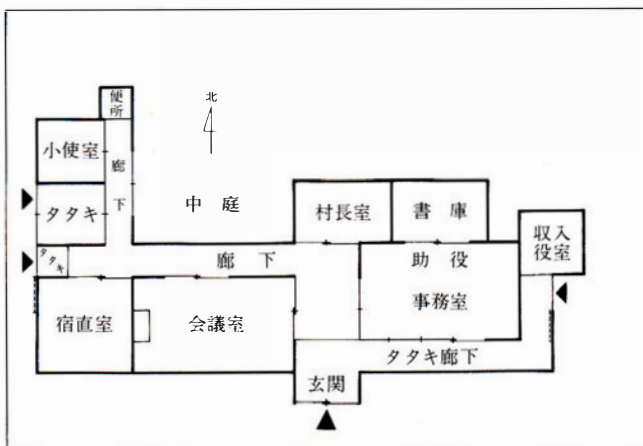 便所
北
小使室
廊下
中庭
村長室
書庫
タタキ
収入役室
タタキ
廊下
助役
事務室
宿直室
会議室
タタキ廊下
玄関